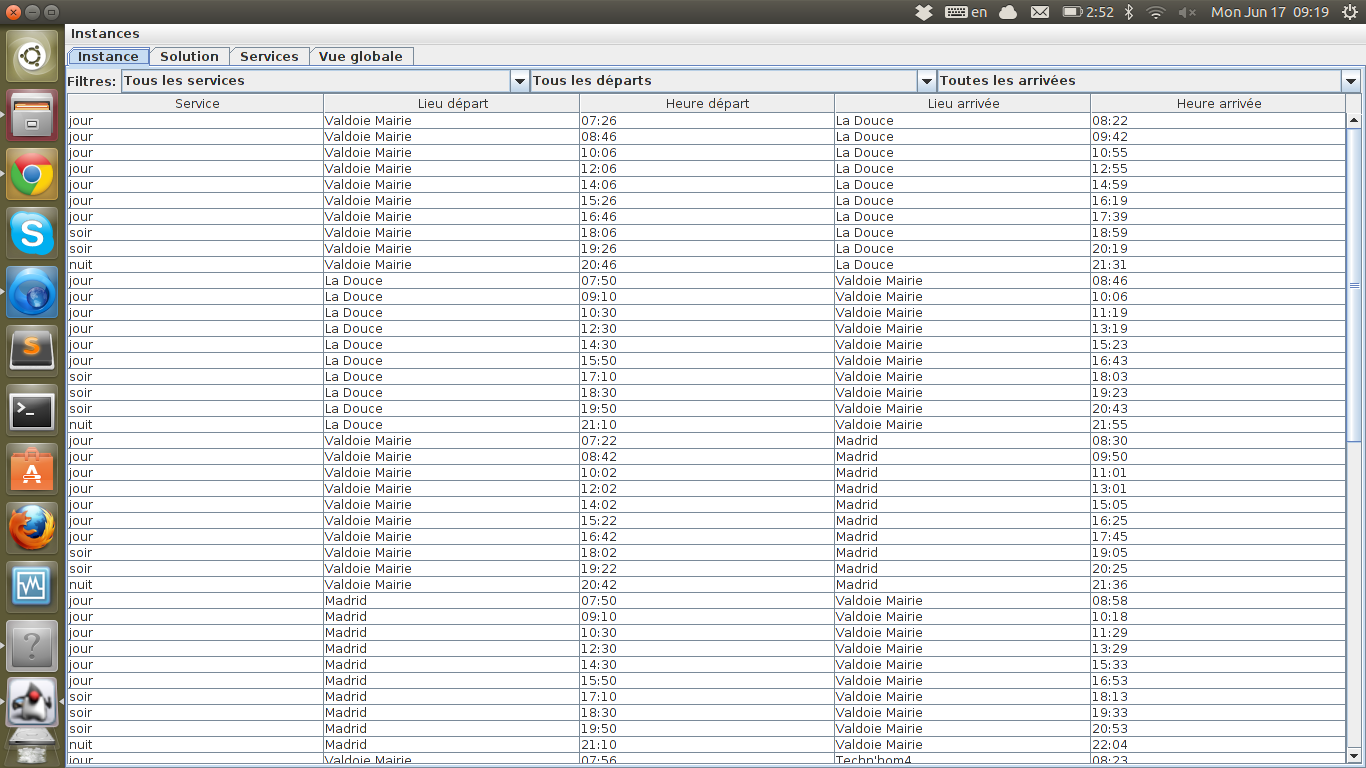 en 2:52 Mon Jun 17 09:19
Instances
Instance Solution Services Vue globale
Filtres: Tous les services Tous les départs Toutes les arrivées
Service Lieu départ Heure départ Lieu arrivée Heure arrivée
jour Valdoie Mairie 07:26 La Douce 08:22
jour Valdoie Mairie 08:46 La Douce 09:42
jour Valdoie Mairie 10:06 La Douce 10:55
jour Valdoie Mairie 12:06 La Douce 12:55
jour Valdoie Mairie 14:06 La Douce 14:59
jour Valdoie Mairie 15:26 La Douce 16:19
jour Valdoie Mairie 16:46 La Douce 17:39
soir Valdoie Mairie 18:06 La Douce 18:59
soir Valdoie Mairie 19:26 La Douce 20:19
nuit Valdoie Mairie 20:46 La Douce 21:31
jour La Douce 07:50 Valdoie Mairie 08:46
jour La Douce 09:10 Valdoie Mairie 10:06
jour La Douce 10:30 Valdoie Mairie 11:19
jour La Douce 12:30 Valdoie Mairie 13:19
jour La Douce 14:30 Valdoie Mairie 15:23
jour La Douce 15:50 Valdoie Mairie 16:43
soir La Douce 17:10 Valdoie Mairie 18:03
soir La Douce 18:30 Valdoie Mairie 19:23
soir La Douce 19:50 Valdoie Mairie 20:43
nuit La Douce 21:10 Valdoie Mairie 21:55
jour Valdoie Mairie 07:22 Madrid 08:30
jour Valdoie Mairie 08:42 Madrid 09:50
jour Valdoie Mairie 10:02 Madrid 11:01
jour Valdoie Mairie 12:02 Madrid 13:01
jour Valdoie Mairie 14:02 Madrid 15:05
jour Valdoie Mairie 15:22 Madrid 16:25
jour Valdoie Mairie 16:42 Madrid 17:45
soir Valdoie Mairie 18:02 Madrid 19:05
soir Valdoie Mairie 19:22 Madrid 20:25
nuit Valdoie Mairie 20:42 Madrid 21:36
jour Madrid 07:50 Valdoie Mairie 08:58
jour Madrid 09:10 Valdoie Mairie 10:18
jour Madrid 10:30 Valdoie Mairie 11:29
jour Madrid 12:30 Valdoie Mairie 13:29
jour Madrid 14:30 Valdoie Mairie 15:33
jour Madrid 15:50 Valdoie Mairie 16:53
soir Madrid 17:10 Valdoie Mairie 18:13
soir Madrid 18:30 Valdoie Mairie 19:33
soir Madrid 19:50 Valdoie Mairie 20:53
nuit Madrid 21:10 Valdoie Mairie 22:04
jour Valdoie Mairie 07:56 Techn'hom4 08:23